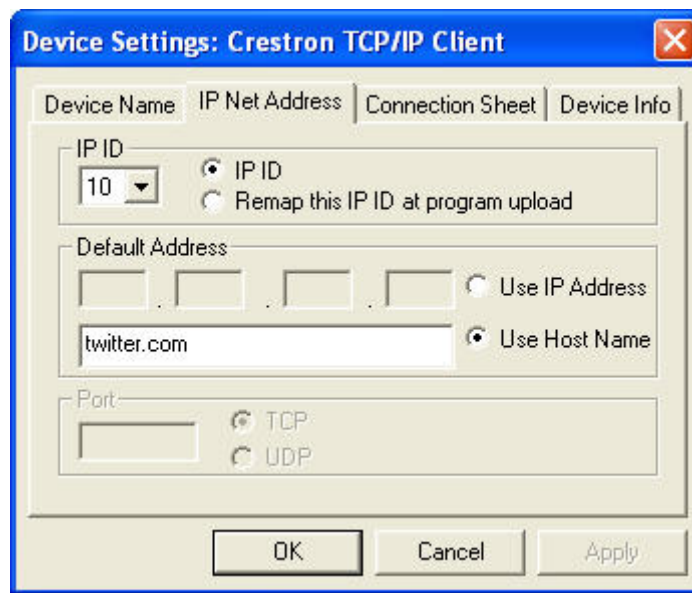 Device Settings: Crestron TCP/IP Client
Device Name IP Net Address Connection Sheet Device Info
IP ID
10
IP ID
Remap this IP ID at program upload
Default Address
. . . Use IP Address
twitter.com Use Host Name
Port
TCP
UDP
OK Cancel Apply